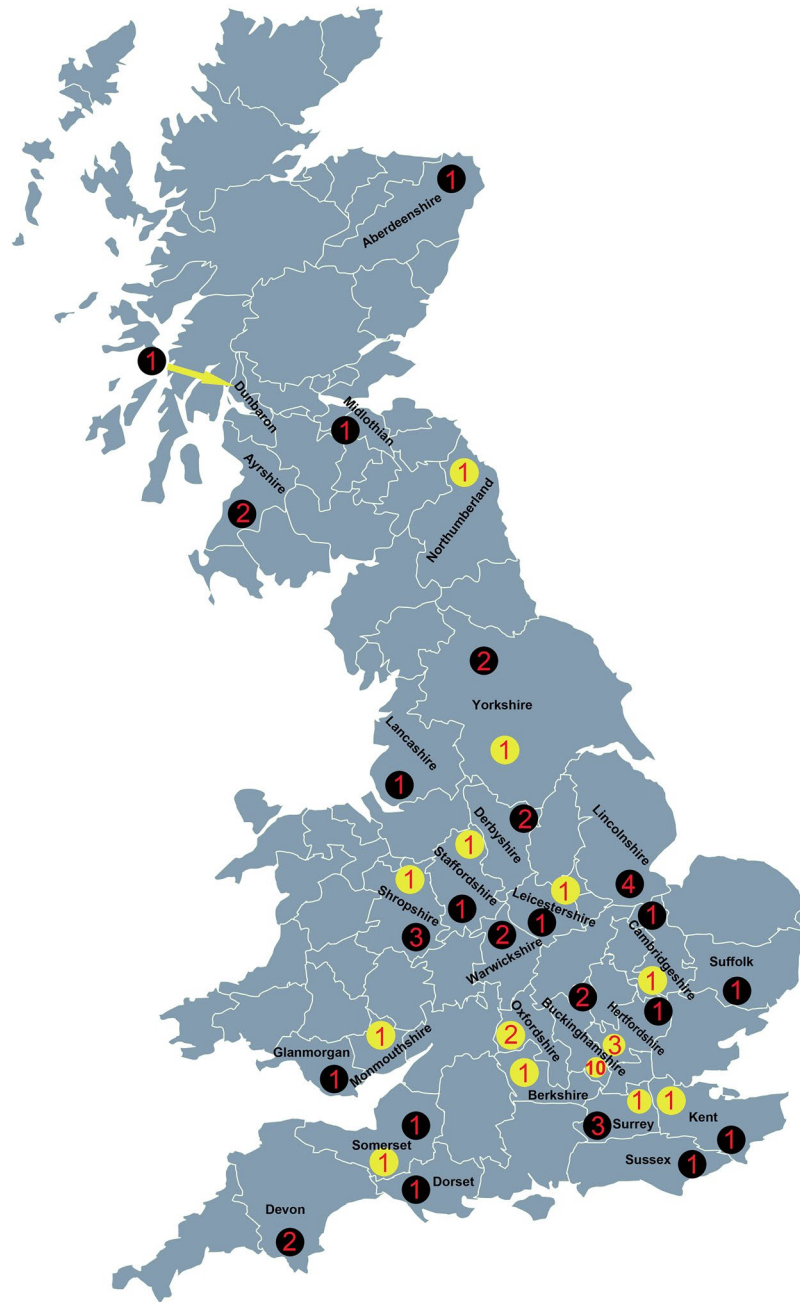 1
Aberdeenshire
1
Dunbaron
Midlothian
1
Ayrshire
1
Northumberland
2
2
Yorkshire
Lancashire
1
1
Derbyshire
2
Lincolnshire
1
Staffordshire
1
Shropshire
Leicestershire
1
4
1
1
1
3
2
Warwickshire
Cambridgeshire
Suffolk
1
1
2
Buckinghamshire
Hertfordshire
1
Oxfordshire
2
1
Monmouthshire
3
Glanmorgan
1
1
10
Berkshire
1
1
Kent
1
3
Surrey
1
Somerset
1
Sussex
1
1
Dorset
Devon
2